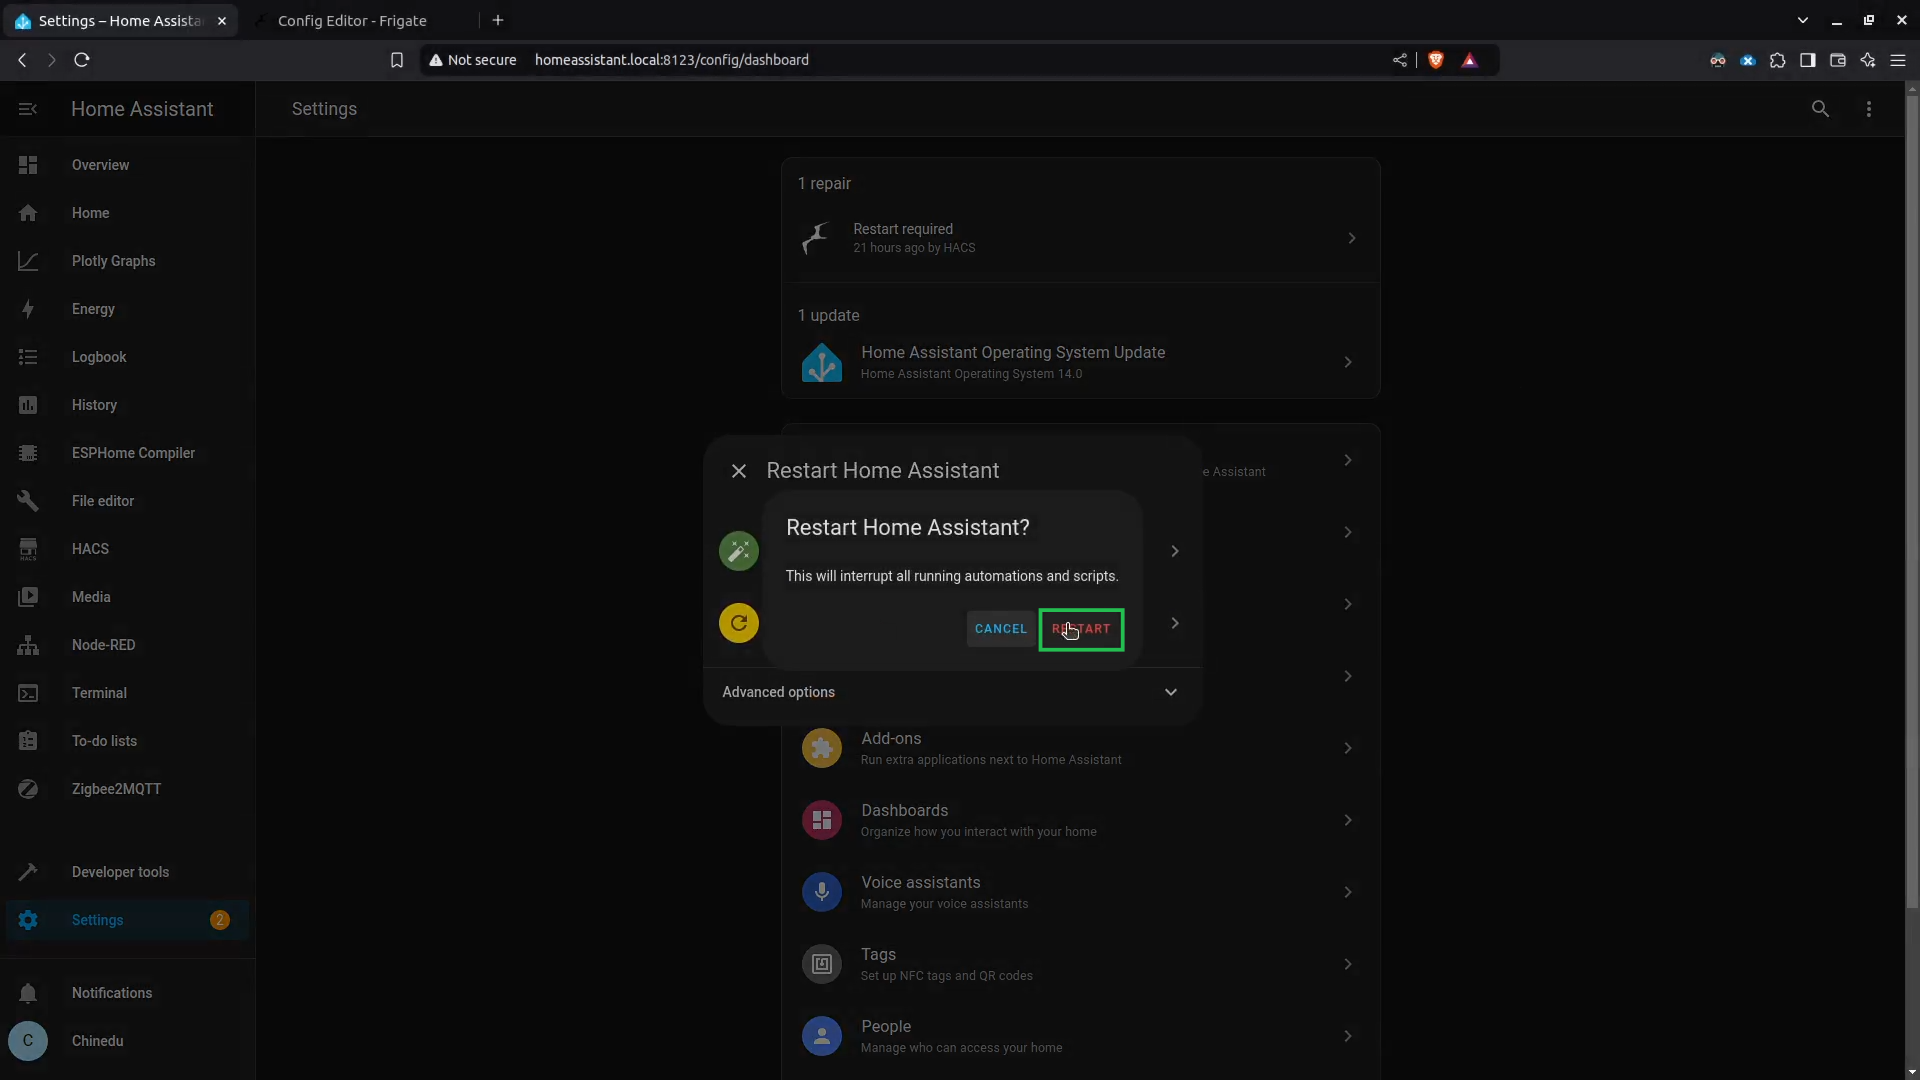 Settings – Home Assista
Config Editor - Frigate
Not secure
homeassistant.local:8123/config/dashboard
Home Assistant
Settings
Overview
Home
Plotly Graphs
Energy
Logbook
History
ESPHome Compiler
File editor
HACS
HACS
Media
Node-RED
Terminal
To-do lists
Zigbee2MQTT
Developer tools
Settings
2
Notifications
C
Chinedu
1 repair
Restart required
21 hours ago by HACS
1 update
Home Assistant Operating System Update
Home Assistant Operating System 14.0
e Assistant
Restart Home Assistant
Restart Home Assistant?
This will interrupt all running automations and scripts.
CANCEL
Advanced options
Add-ons
Run extra applications next to Home Assistant
Dashboards
Organize how you interact with your home
Voice assistants
Manage your voice assistants
Tags
Set up NFC tags and QR codes
People
Manage who can access your home